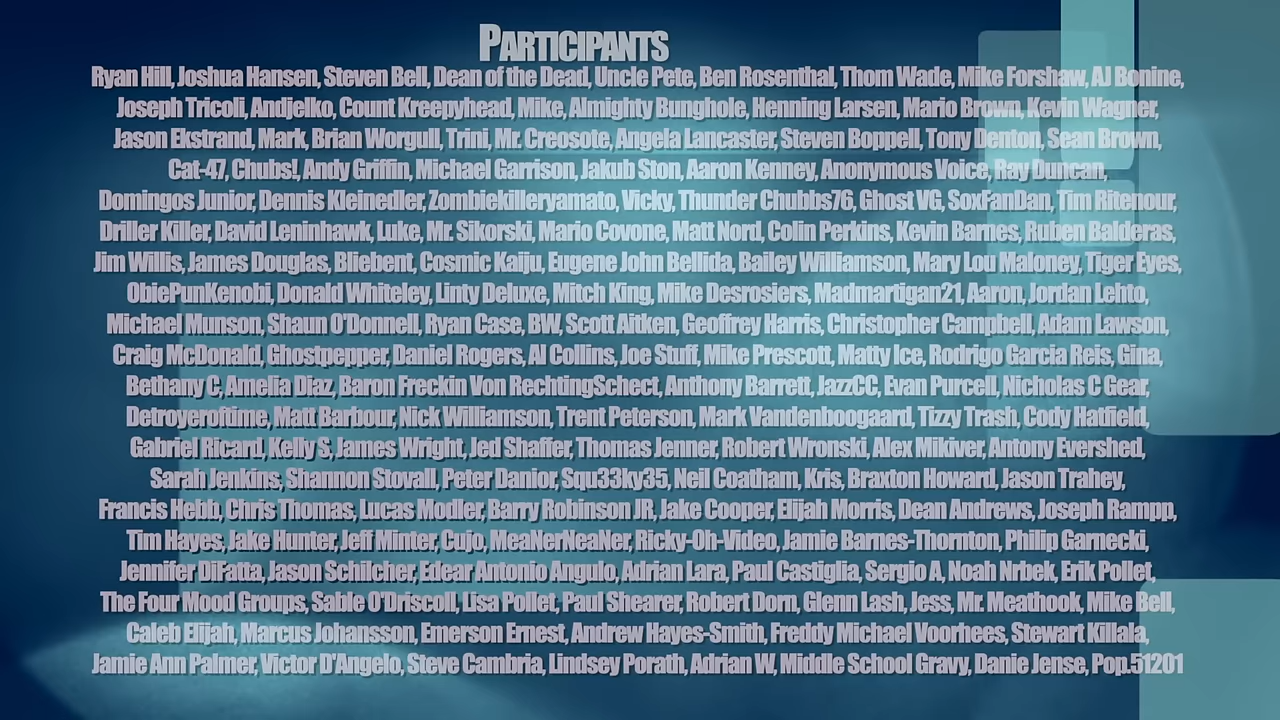 Participants
Ryan Hill, Joshua Hansen, Steven Bell, Dean of the Dead, Uncle Pete, Ben Rosenthal, Thom Wade, Mike Forshaw, AJ Bonine,
Joseph Tricoli, Andjelko, Count Kreepyhead, Mike, Almighty Bunghole, Henning Larsen, Mario Brown, Kevin Wagner,
Jason Ekstrand, Mark, Brian Worgull, Trini, Mr. Creosote, Angela Lancaster, Steven Boppell, Tony Denton, Sean Brown,
Cat-47, Chubs!, Andy Griffin, Michael Garrison, Jakub Ston, Aaron Kenney, Anonymous Voice, Ray Duncan,
Domingos Junior, Dennis Kleinedler, Zombiekilleryamato, Vicky, Thunder Chubbs76, Ghost VG, SoxFanDan, Tim Ritenour,
Driller Killer, David Leninhawk, Luke, Mr. Sikorski, Mario Covone, Matt Nord, Colin Perkins, Kevin Barnes, Ruben Balderas,
Jim Willis, James Douglas, Bliebent, Cosmic Kaiju, Eugene John Bellida, Bailey Williamson, Mary Lou Maloney, Tiger Eyes,
ObiePunKenobi, Donald Whiteley, Linty Deluxe, Mitch King, Mike Desrosiers, Madmartigan21, Aaron, Jordan Lehto,
Michael Munson, Shaun O'Donnell, Ryan Case, BW, Scott Aitken, Geoffrey Harris, Christopher Campbell, Adam Lawson,
Craig McDonald, Ghostpepper, Daniel Rogers, Al Collins, Joe Stuff, Mike Prescott, Matty Ice, Rodrigo Garcia Reis, Gina,
Bethany C, Amelia Diaz, Baron Freckin Von RechtingSchect, Anthony Barrett, JazzCC, Evan Purcell, Nicholas C Gear,
Detroyeroftime, Matt Barbour, Nick Williamson, Trent Peterson, Mark Vandenboogaard, Tizzy Trash, Cody Hatfield,
Gabriel Ricard, Kelly S, James Wright, Jed Shaffer, Thomas Jenner, Robert Wronski, Alex Mikiver, Antony Evershed,
Sarah Jenkins, Shannon Stovall, Peter Danior, Squ33ky35, Neil Coatham, Kris, Braxton Howard, Jason Trahey,
Francis Hebb, Chris Thomas, Lucas Modler, Barry Robinson JR, Jake Cooper, Elijah Morris, Dean Andrews, Joseph Rampp,
Tim Hayes, Jake Hunter, Jeff Minter, Cujo, MeaNerNeaNer, Ricky-Oh-Video, Jamie Barnes-Thornton, Philip Garnecki,
Jennifer DiFatta, Jason Schilcher, Edear Antonio Angulo, Adrian Lara, Paul Castiglia, Sergio A, Noah Nrbek, Erik Pollet,
The Four Mood Groups, Sable O'Driscoll, Lisa Pollet, Paul Shearer, Robert Dorn, Glenn Lash, Jess, Mr. Meathook, Mike Bell,
Caleb Elijah, Marcus Johansson, Emerson Ernest, Andrew Hayes-Smith, Freddy Michael Voorhees, Stewart Killala,
Jamie Ann Palmer, Victor D'Angelo, Steve Cambria, Lindsey Porath, Adrian W, Middle School Gravy, Danie Jense, Pop.51201